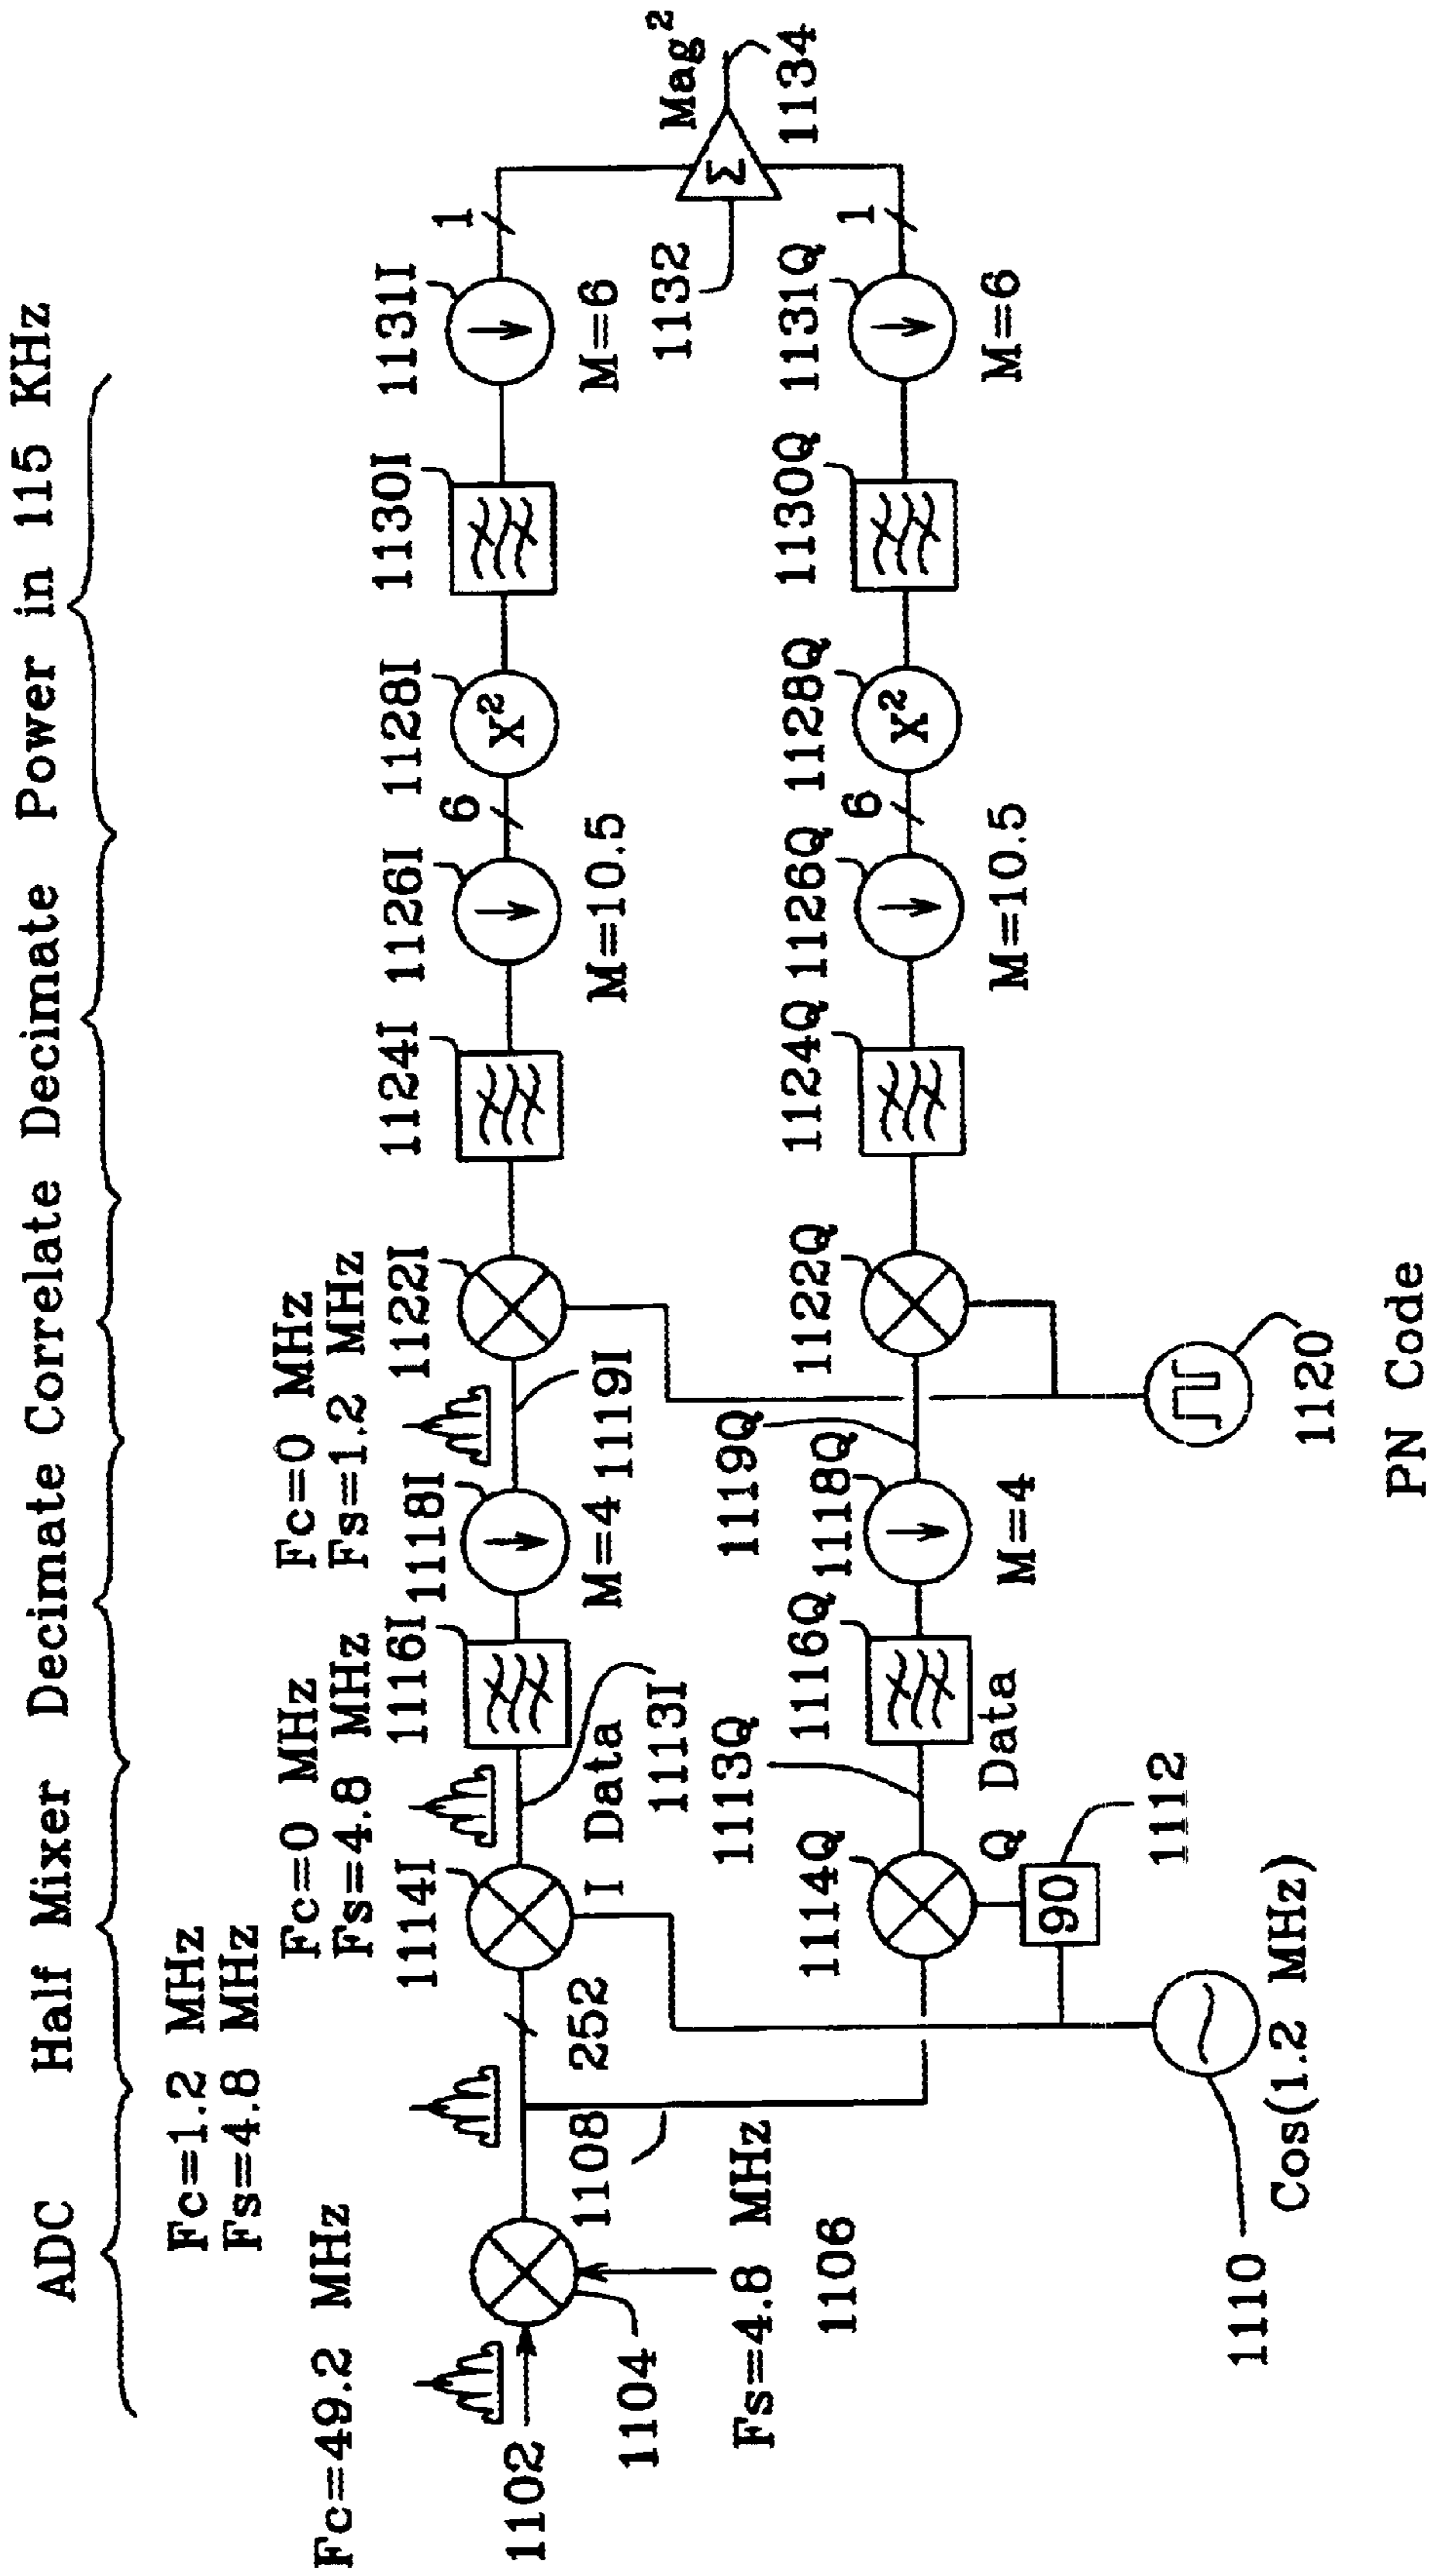 ADC Half Mixer Decimate Correlate Decimate Power in 115 KHz
Fc=1.2 MHz
Fs=4.8 MHz
Fc=49.2 MHz
Fc=0 MHz
Fs=4.8 MHz
Fc=0 MHz
Fs=1.2 MHz
1102
1104
Fs=4.8 MHz
1106
1108
252
1114I
I Data
1113I
1116I
1118I
M=4
1119I
1122I
1124I
1126I
M=10.5
6
1128I
X²
1130I
1131I
M=6
1
1132
Σ
Mag²
1134
1114Q
Q Data
1113Q
1116Q
1118Q
M=4
1119Q
1122Q
1124Q
1126Q
M=10.5
6
1128Q
X²
1130Q
1131Q
M=6
1
90
1112
1110
Cos(1.2 MHz)
1120
PN Code